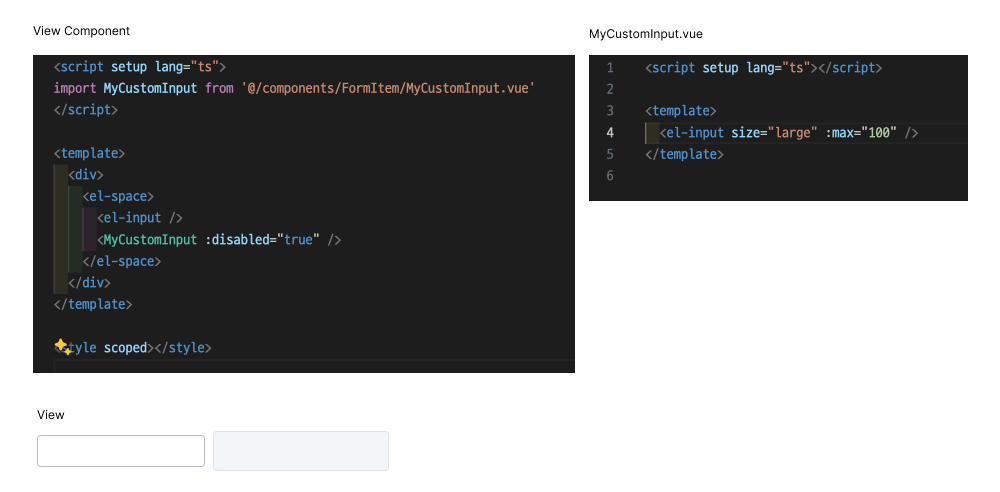 View Component
<script setup lang="ts">
import MyCustomInput from '@/components/FormItem/MyCustomInput.vue'
</script>
<template>
<div>
<el-space>
<el-input />
<MyCustomInput :disabled="true" />
</el-space>
</div>
</template>
<style scoped></style>
MyCustomInput.vue
1 <script setup lang="ts"></script>
2
3 <template>
4 <el-input size="large" :max="100" />
5 </template>
6
View